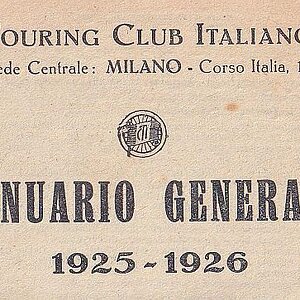 OURING CLUB ITALIANO
ede Centrale: MILANO - Corso Italia, 1
NUARIO GENERA
1925-1926